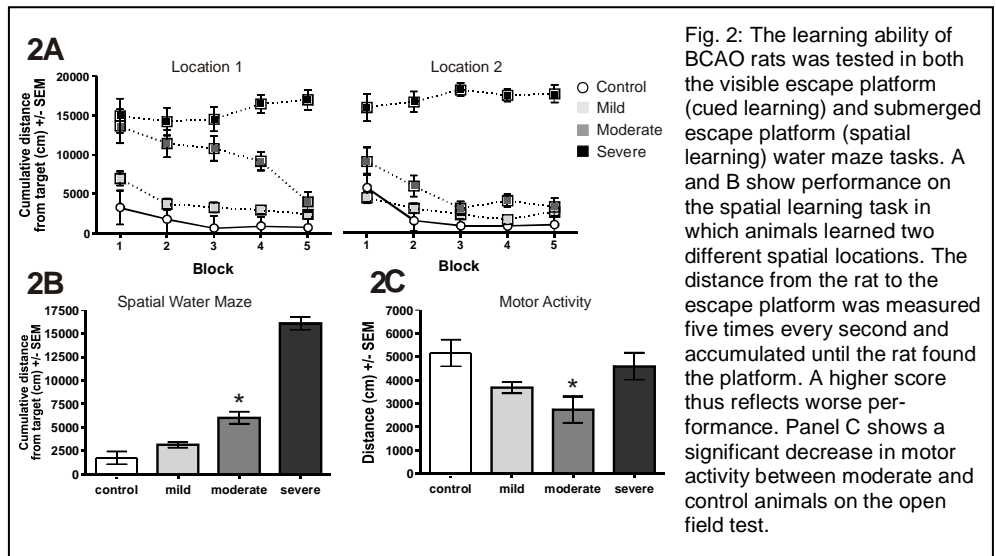 2A
Location 1
Location 2
20000
15000
10000
5000
0
Cumulative distance
from target (cm) +/- SEM
1 2 3 4 5
1 2 3 4 5
Block
Block
Control
Mild
Moderate
Severe
2B
Spatial Water Maze
17500
15000
12500
10000
7500
5000
2500
0
Cumulative distance
from target (cm) +/- SEM
*
control mild moderate severe
2C
Motor Activity
7000
6000
5000
4000
3000
2000
1000
0
Distance (cm) +/- SEM
*
control mild moderate severe
Fig. 2: The learning ability of
BCAO rats was tested in both
the visible escape platform
(cued learning) and submerged
escape platform (spatial
learning) water maze tasks. A
and B show performance on
the spatial learning task in
which animals learned two
different spatial locations. The
distance from the rat to the
escape platform was measured
five times every second and
accumulated until the rat found
the platform. A higher score
thus reflects worse per-
formance. Panel C shows a
significant decrease in motor
activity between moderate and
control animals on the open
field test.